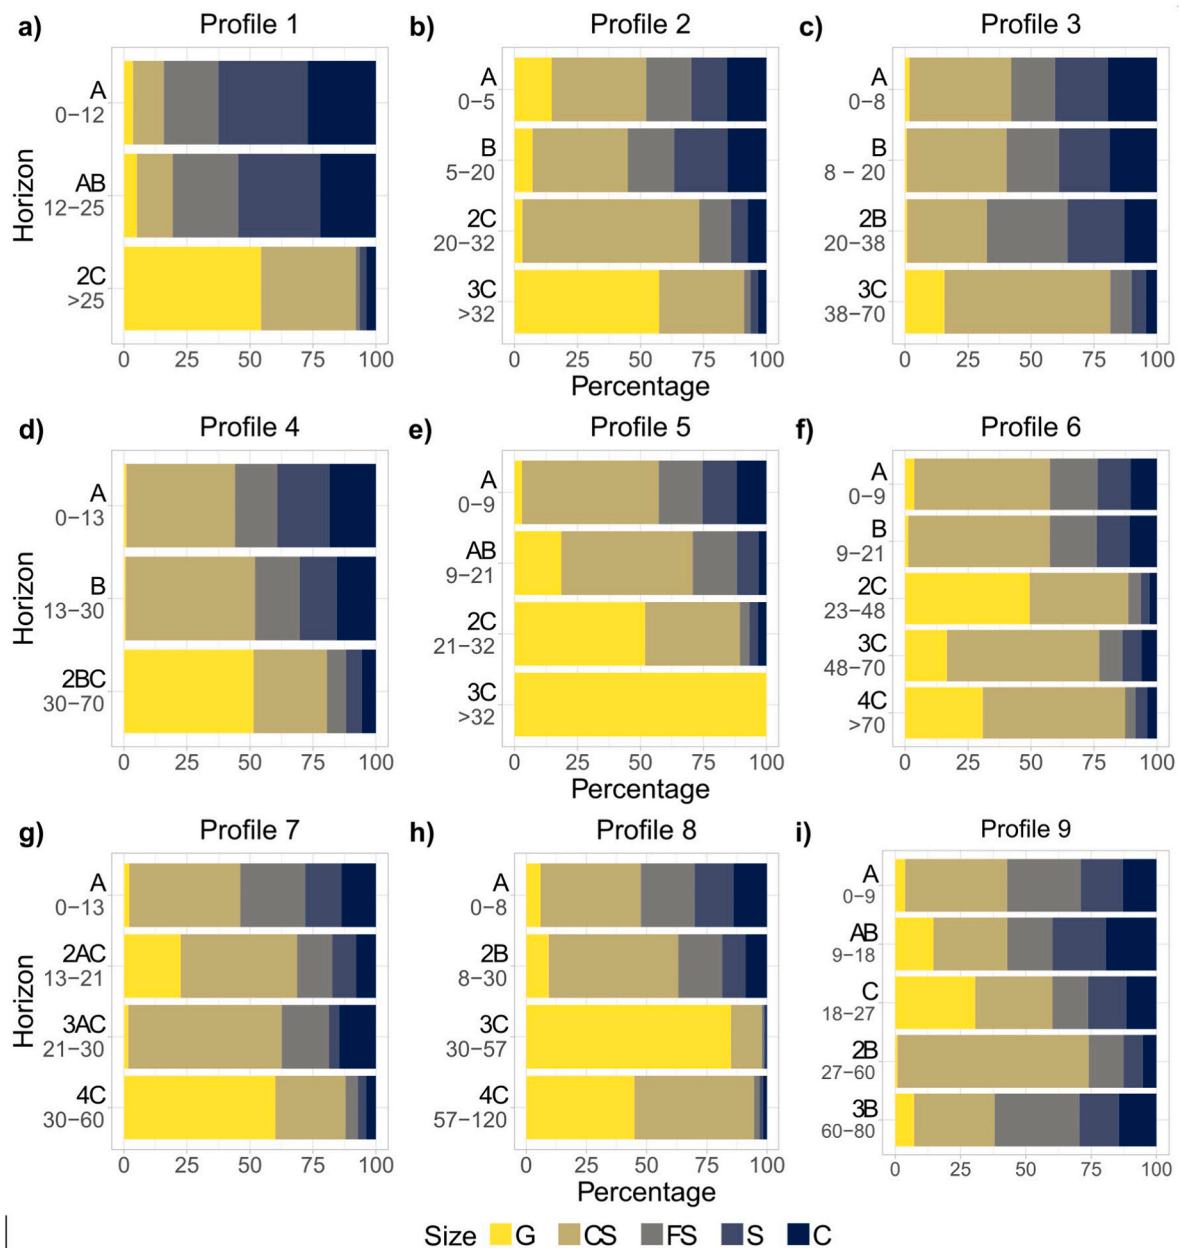 a)
Profile 1
Horizon
A
0–12
AB
12–25
2C
>25
0 25 50 75 100
b)
Profile 2
A
0–5
B
5–20
2C
20–32
3C
>32
0 25 50 75 100
Percentage
c)
Profile 3
A
0–8
B
8 – 20
2B
20–38
3C
38–70
0 25 50 75 100
d)
Profile 4
Horizon
A
0–13
B
13–30
2BC
30–70
0 25 50 75 100
e)
Profile 5
A
0–9
AB
9–21
2C
21–32
3C
>32
0 25 50 75 100
Percentage
f)
Profile 6
A
0–9
B
9–21
2C
23–48
3C
48–70
4C
>70
0 25 50 75 100
g)
Profile 7
Horizon
A
0–13
2AC
13–21
3AC
21–30
4C
30–60
0 25 50 75 100
h)
Profile 8
A
0–8
2B
8–30
3C
30–57
4C
57–120
0 25 50 75 100
Percentage
i)
Profile 9
A
0–9
AB
9–18
C
18–27
2B
27–60
3B
60–80
0 25 50 75 100
Size G CS FS S C